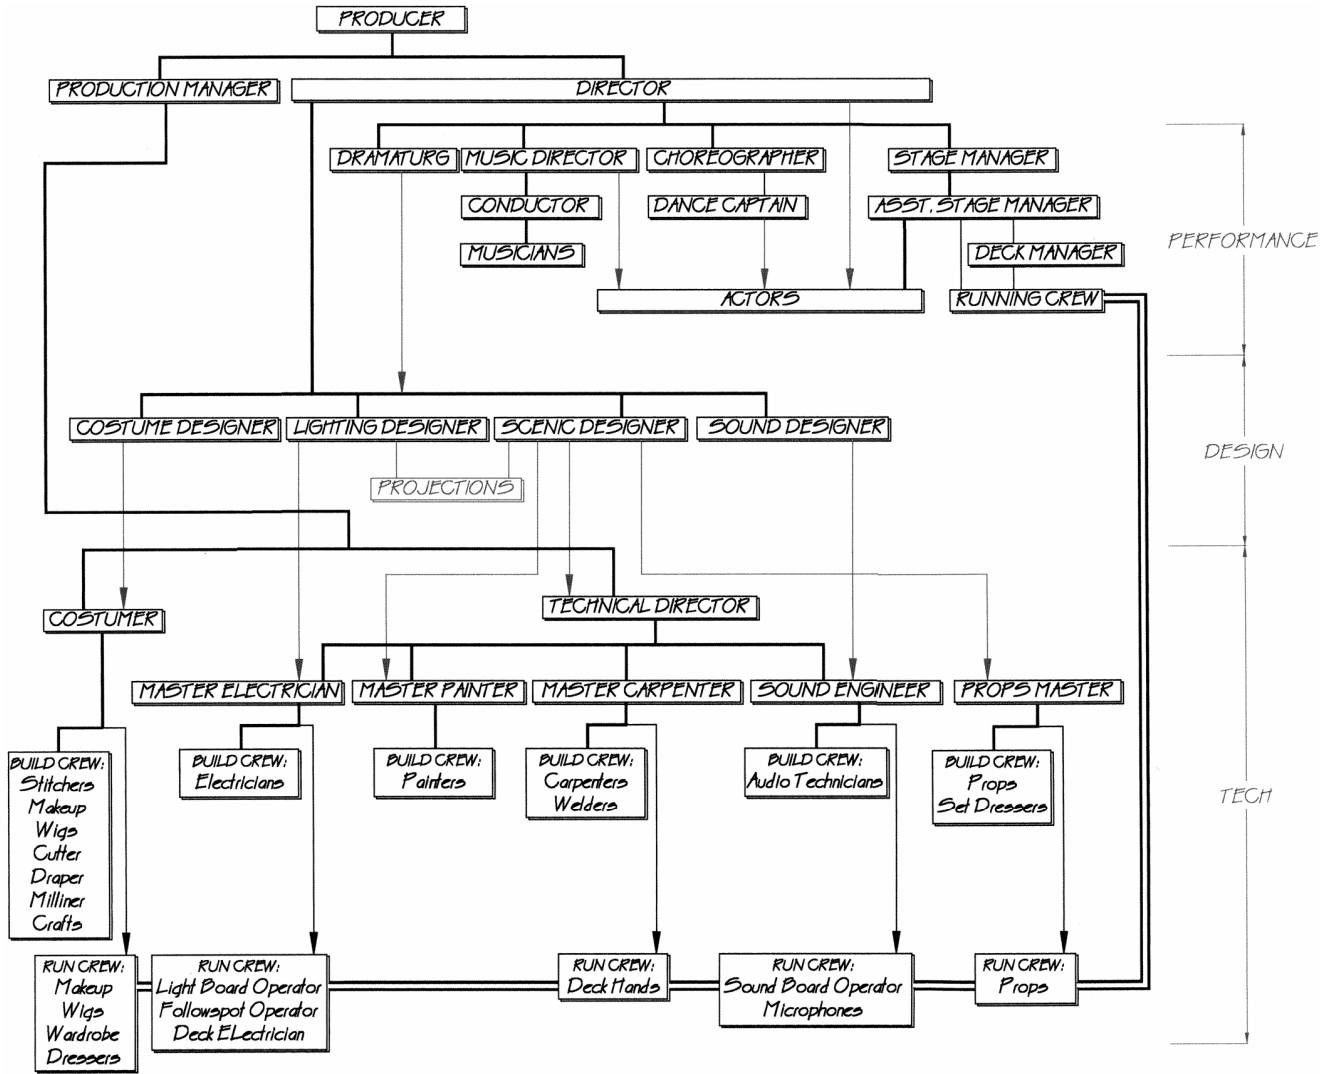 PRODUCER
PRODUCTION MANAGER
DIRECTOR
DRAMATURG
MUSIC DIRECTOR
CHOREOGRAPHER
STAGE MANAGER
CONDUCTOR
DANCE CAPTAIN
ASST. STAGE MANAGER
MUSICIANS
DECK MANAGER
PERFORMANCE
ACTORS
RUNNING CREW
COSTUME DESIGNER
LIGHTING DESIGNER
SCENIC DESIGNER
SOUND DESIGNER
DESIGN
PROJECTIONS
COSTUMER
TECHNICAL DIRECTOR
MASTER ELECTRICIAN
MASTER PAINTER
MASTER CARPENTER
SOUND ENGINEER
PROPS MASTER
BUILD CREW:
Stitchers
Makeup
Wigs
Cutter
Draper
Milliner
Crafts
BUILD CREW:
Electricians
BUILD CREW:
Painters
BUILD CREW:
Carpenters
Welders
BUILD CREW:
Audio Technicians
BUILD CREW:
Props
Set Dressers
TECH
RUN CREW:
Makeup
Wigs
Wardrobe
Dressers
RUN CREW:
Light Board Operator
Followspot Operator
Deck ELectrician
RUN CREW:
Deck Hands
RUN CREW:
Sound Board Operator
Microphones
RUN CREW:
Props